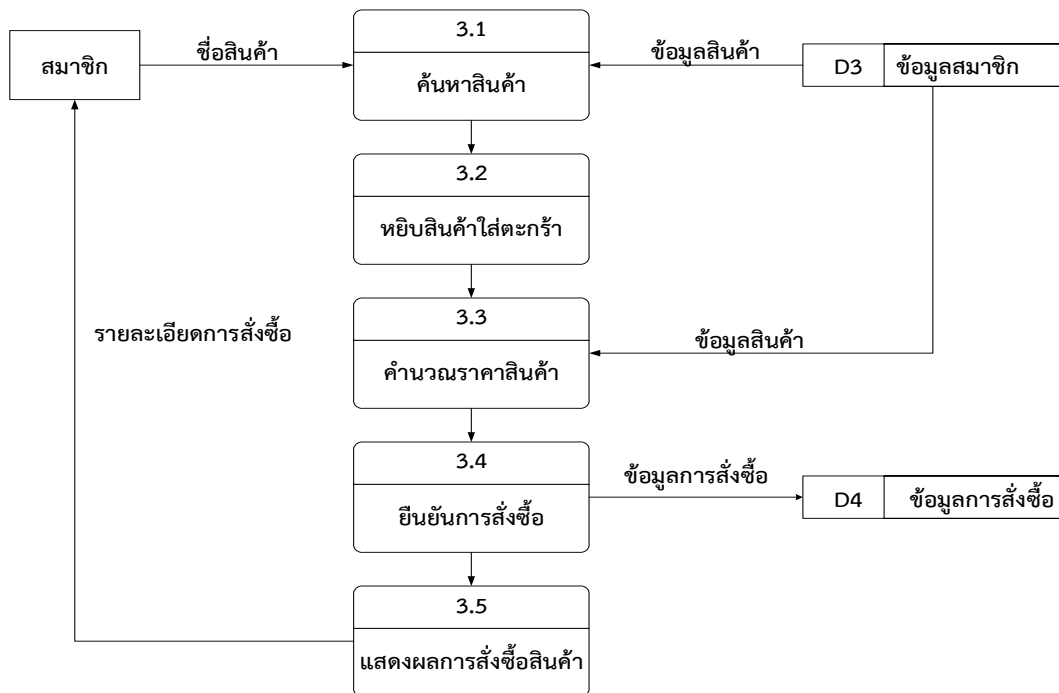 3.1
สมาชิก
ชื่อสินค้า
ค้นหาสินค้า
ข้อมูลสินค้า
D3 ข้อมูลสมาชิก
3.2
หยิบสินค้าใส่ตะกร้า
3.3
คำนวณราคาสินค้า
ข้อมูลสินค้า
รายละเอียดการสั่งซื้อ
3.4
ยืนยันการสั่งซื้อ
ข้อมูลการสั่งซื้อ
D4 ข้อมูลการสั่งซื้อ
3.5
แสดงผลการสั่งซื้อสินค้า